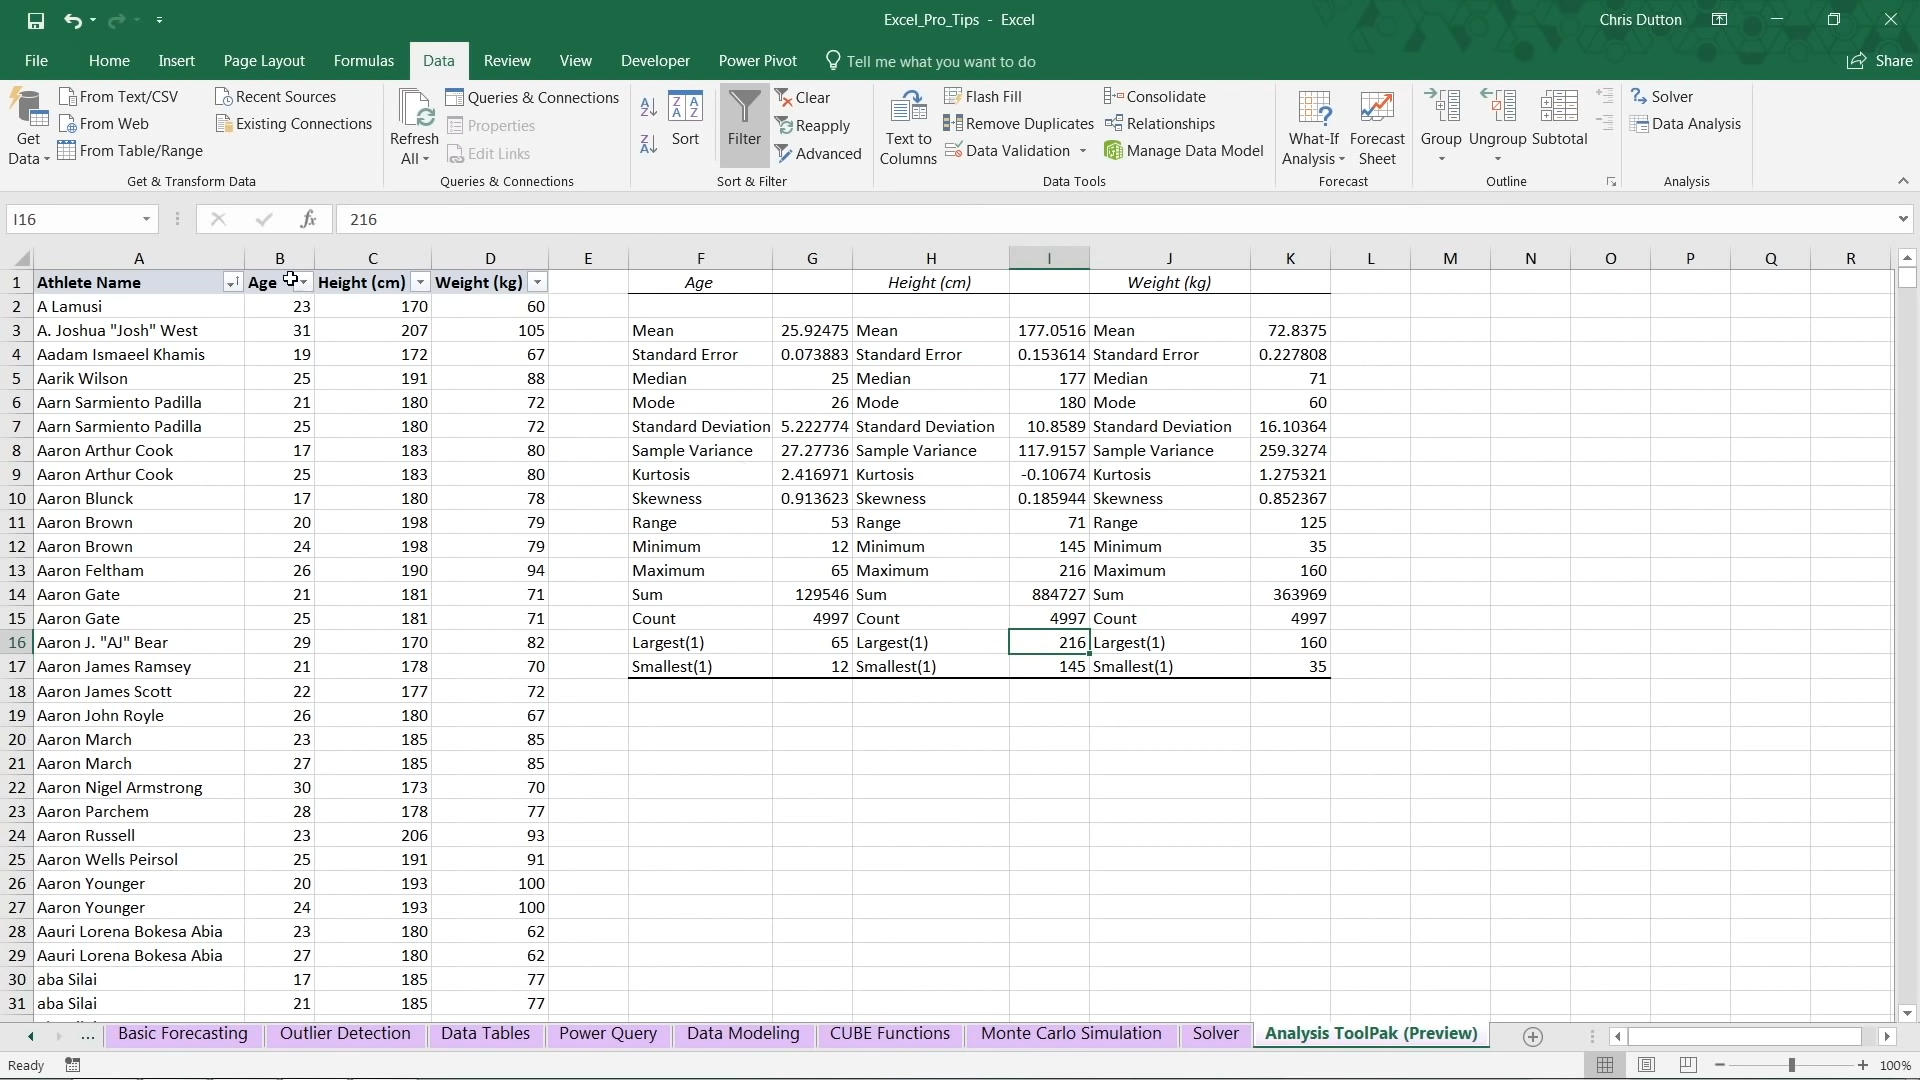 Excel_Pro_Tips - Excel
Chris Dutton
File Home Insert Page Layout Formulas Data Review View Developer Power Pivot Tell me what you want to do Share
Get Data
From Text/CSV
From Web
From Table/Range
Recent Sources
Existing Connections
Get & Transform Data
Refresh All
Queries & Connections
Properties
Edit Links
Queries & Connections
Sort
Filter
Clear
Reapply
Advanced
Sort & Filter
Text to Columns
Flash Fill
Remove Duplicates
Data Validation
Consolidate
Relationships
Manage Data Model
Data Tools
What-If Analysis
Forecast Sheet
Forecast
Group
Ungroup
Subtotal
Outline
Solver
Data Analysis
Analysis
I16 fx 216
A B C D E F G H I J K L M N O P Q R
1 Athlete Name Age Height (cm) Weight (kg) Age Height (cm) Weight (kg)
2 A Lamusi 23 170 60
3 A. Joshua "Josh" West 31 207 105 Mean 25.92475 Mean 177.0516 Mean 72.8375
4 Aadam Ismaeel Khamis 19 172 67 Standard Error 0.073883 Standard Error 0.153614 Standard Error 0.227808
5 Aarik Wilson 25 191 88 Median 25 Median 177 Median 71
6 Aarn Sarmiento Padilla 21 180 72 Mode 26 Mode 180 Mode 60
7 Aarn Sarmiento Padilla 25 180 72 Standard Deviation 5.222774 Standard Deviation 10.8589 Standard Deviation 16.10364
8 Aaron Arthur Cook 17 183 80 Sample Variance 27.27736 Sample Variance 117.9157 Sample Variance 259.3274
9 Aaron Arthur Cook 25 183 80 Kurtosis 2.416971 Kurtosis -0.10674 Kurtosis 1.275321
10 Aaron Blunck 17 180 78 Skewness 0.913623 Skewness 0.185944 Skewness 0.852367
11 Aaron Brown 20 198 79 Range 53 Range 71 Range 125
12 Aaron Brown 24 198 79 Minimum 12 Minimum 145 Minimum 35
13 Aaron Feltham 26 190 94 Maximum 65 Maximum 216 Maximum 160
14 Aaron Gate 21 181 71 Sum 129546 Sum 884727 Sum 363969
15 Aaron Gate 25 181 71 Count 4997 Count 4997 Count 4997
16 Aaron J. "AJ" Bear 29 170 82 Largest(1) 65 Largest(1) 216 Largest(1) 160
17 Aaron James Ramsey 21 178 70 Smallest(1) 12 Smallest(1) 145 Smallest(1) 35
18 Aaron James Scott 22 177 72
19 Aaron John Royle 26 180 67
20 Aaron March 23 185 85
21 Aaron March 27 185 85
22 Aaron Nigel Armstrong 30 173 70
23 Aaron Parchem 28 178 77
24 Aaron Russell 23 206 93
25 Aaron Wells Peirsol 25 191 91
26 Aaron Younger 20 193 100
27 Aaron Younger 24 193 100
28 Aauri Lorena Bokesa Abia 23 180 62
29 Aauri Lorena Bokesa Abia 27 180 62
30 aba Silai 17 185 77
31 aba Silai 21 185 77
... Basic Forecasting Outlier Detection Data Tables Power Query Data Modeling CUBE Functions Monte Carlo Simulation Solver Analysis ToolPak (Preview)
Ready 100%